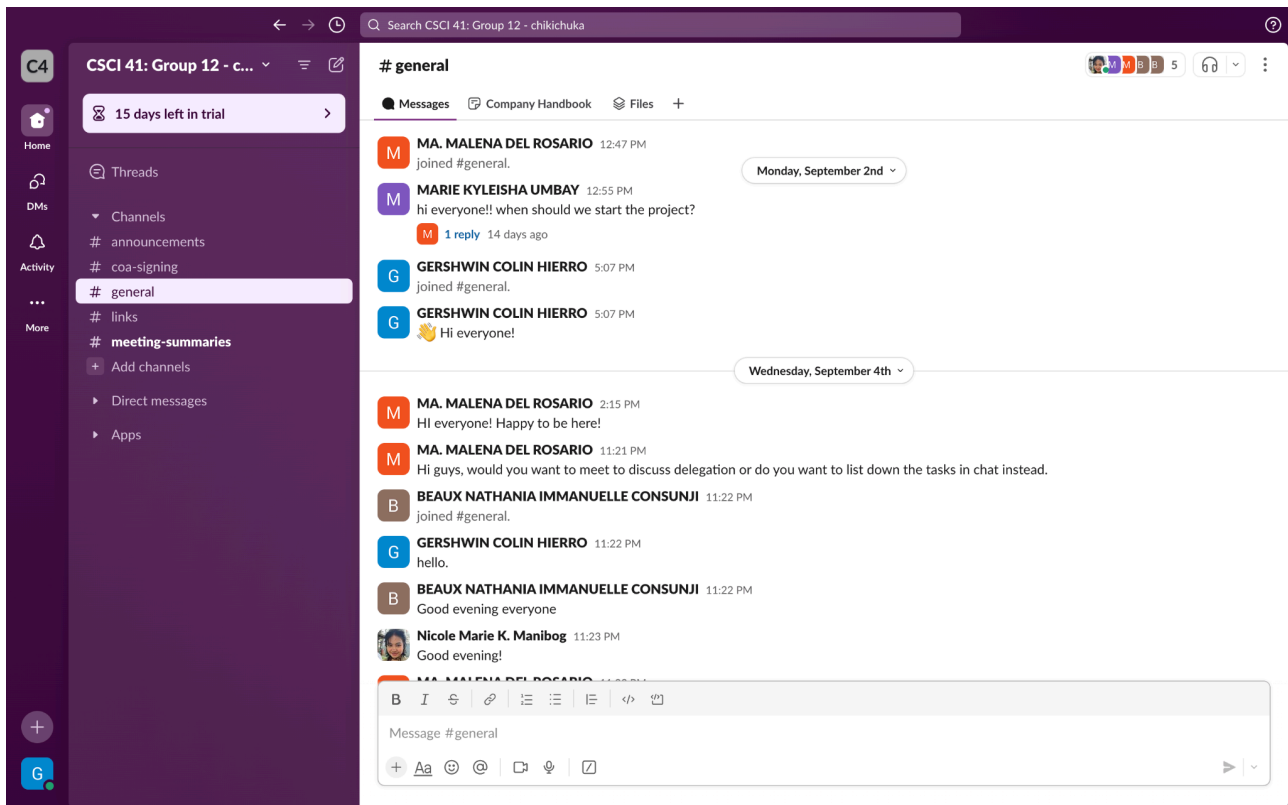 Search CSCI 41: Group 12 - chikichuka
C4
Home
DMs
Activity
More
G
CSCI 41: Group 12 - c...
15 days left in trial
Threads
Channels
# announcements
# coa-signing
# general
# links
# meeting-summaries
+ Add channels
Direct messages
Apps
# general
M M B B 5
Messages Company Handbook Files +
M MA. MALENA DEL ROSARIO 12:47 PM
joined #general.
Monday, September 2nd
M MARIE KYLEISHA UMBAY 12:55 PM
hi everyone!! when should we start the project?
M 1 reply 14 days ago
G GERSHWIN COLIN HIERRO 5:07 PM
joined #general.
G GERSHWIN COLIN HIERRO 5:07 PM
👋 Hi everyone!
Wednesday, September 4th
M MA. MALENA DEL ROSARIO 2:15 PM
HI everyone! Happy to be here!
M MA. MALENA DEL ROSARIO 11:21 PM
Hi guys, would you want to meet to discuss delegation or do you want to list down the tasks in chat instead.
B BEAUX NATHANIA IMMANUELLE CONSUNJI 11:22 PM
joined #general.
G GERSHWIN COLIN HIERRO 11:22 PM
hello.
B BEAUX NATHANIA IMMANUELLE CONSUNJI 11:22 PM
Good evening everyone
Nicole Marie K. Manibog 11:23 PM
Good evening!
MA. MALENA DEL ROSARIO
B I S
Message #general
+ Aa @